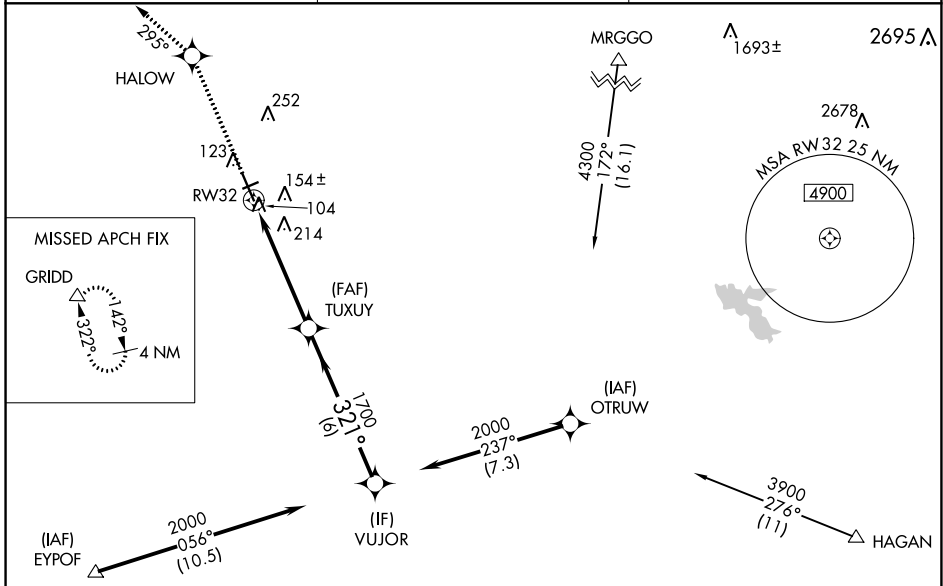 295°
HALOW
252
123
RW32
154±
104
214
MRGGO
4300
172°
(16.1)
1693±
2695
2678
MSA RW32 25 NM
4900
MISSED APCH FIX
GRIDD
322°
142°
4 NM
(FAF)
TUXUY
1700
321°
(6)
(IAF)
OTRUW
2000
237°
(7.3)
(IF)
VUJOR
(IAF)
EYPOF
2000
056°
(10.5)
3900
276°
(11)
HAGAN